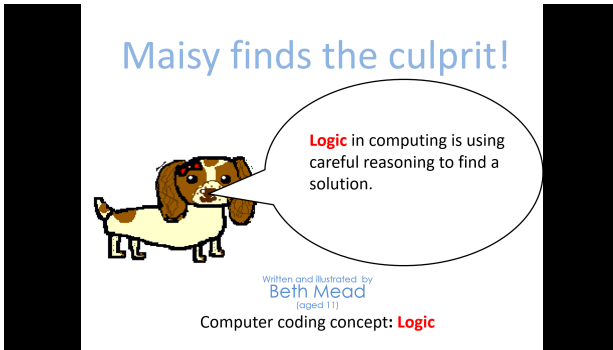 Maisy finds the culprit!
Logic in computing is using
careful reasoning to find a
solution.
Written and illustrated by
Beth Mead
(aged 11)
Computer coding concept: Logic